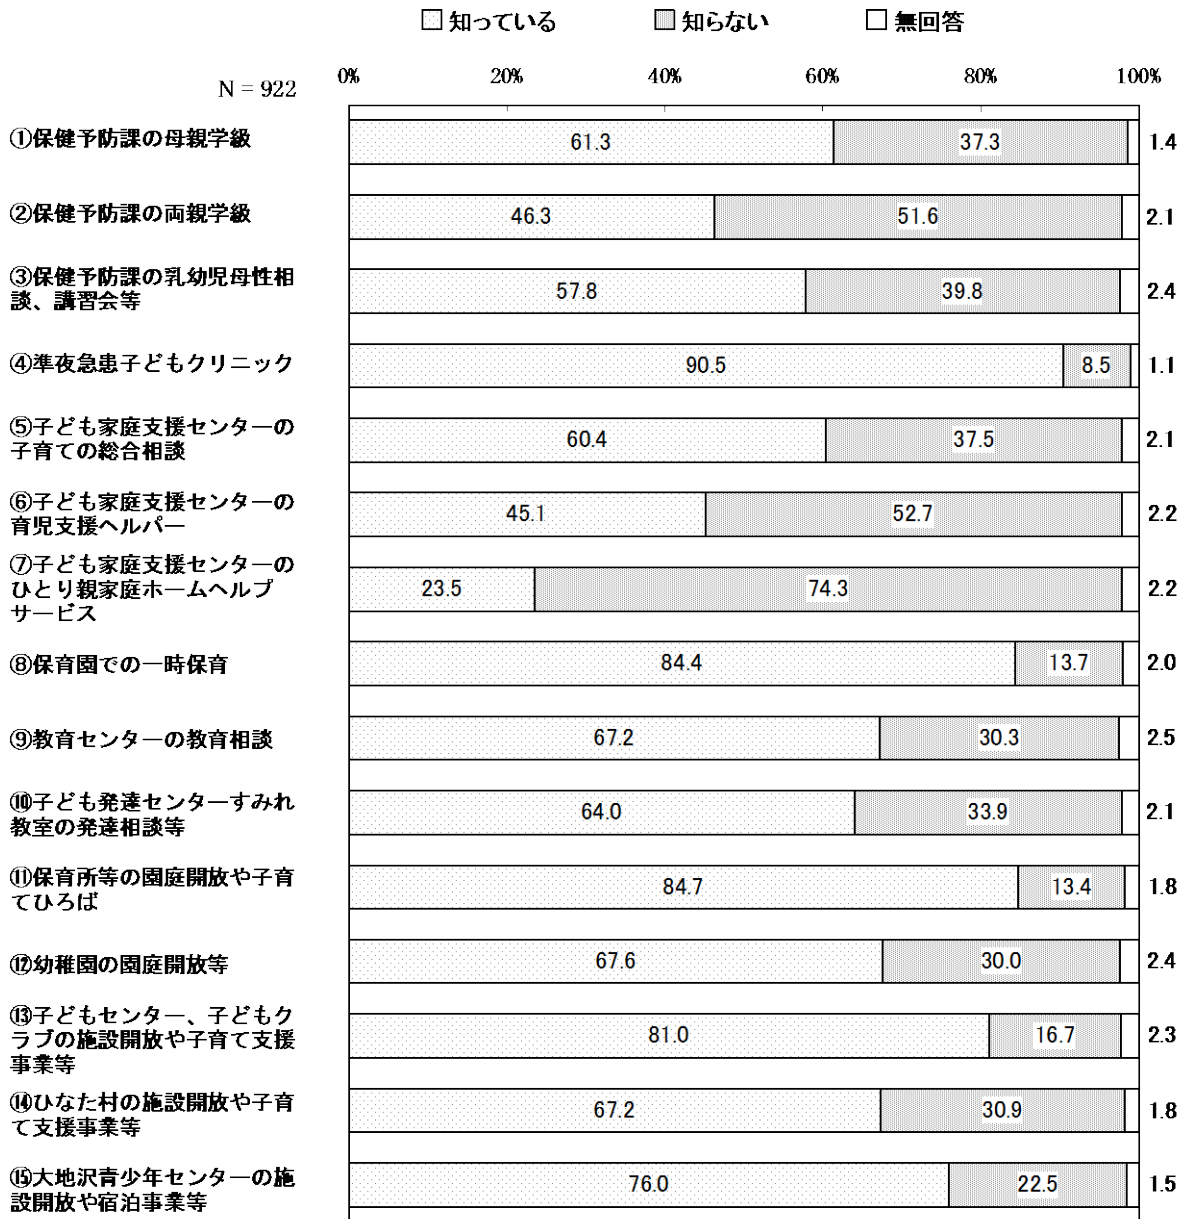 知っている 知らない 無回答
0% 20% 40% 60% 80% 100%
N = 922
①保健予防課の母親学級 61.3 37.3 1.4
②保健予防課の両親学級 46.3 51.6 2.1
③保健予防課の乳幼児母性相
談、講習会等 57.8 39.8 2.4
④準夜急患子どもクリニック 90.5 8.5 1.1
⑤子ども家庭支援センターの
子育ての総合相談 60.4 37.5 2.1
⑥子ども家庭支援センターの
育児支援ヘルパー 45.1 52.7 2.2
⑦子ども家庭支援センターの
ひとり親家庭ホームヘルプ
サービス 23.5 74.3 2.2
⑧保育園での一時保育 84.4 13.7 2.0
⑨教育センターの教育相談 67.2 30.3 2.5
⑩子ども発達センターすみれ
教室の発達相談等 64.0 33.9 2.1
⑪保育所等の園庭開放や子育
てひろば 84.7 13.4 1.8
⑫幼稚園の園庭開放等 67.6 30.0 2.4
⑬子どもセンター、子どもク
ラブの施設開放や子育て支援
事業等 81.0 16.7 2.3
⑭ひなた村の施設開放や子育
て支援事業等 67.2 30.9 1.8
⑮大地沢青少年センターの施
設開放や宿泊事業等 76.0 22.5 1.5